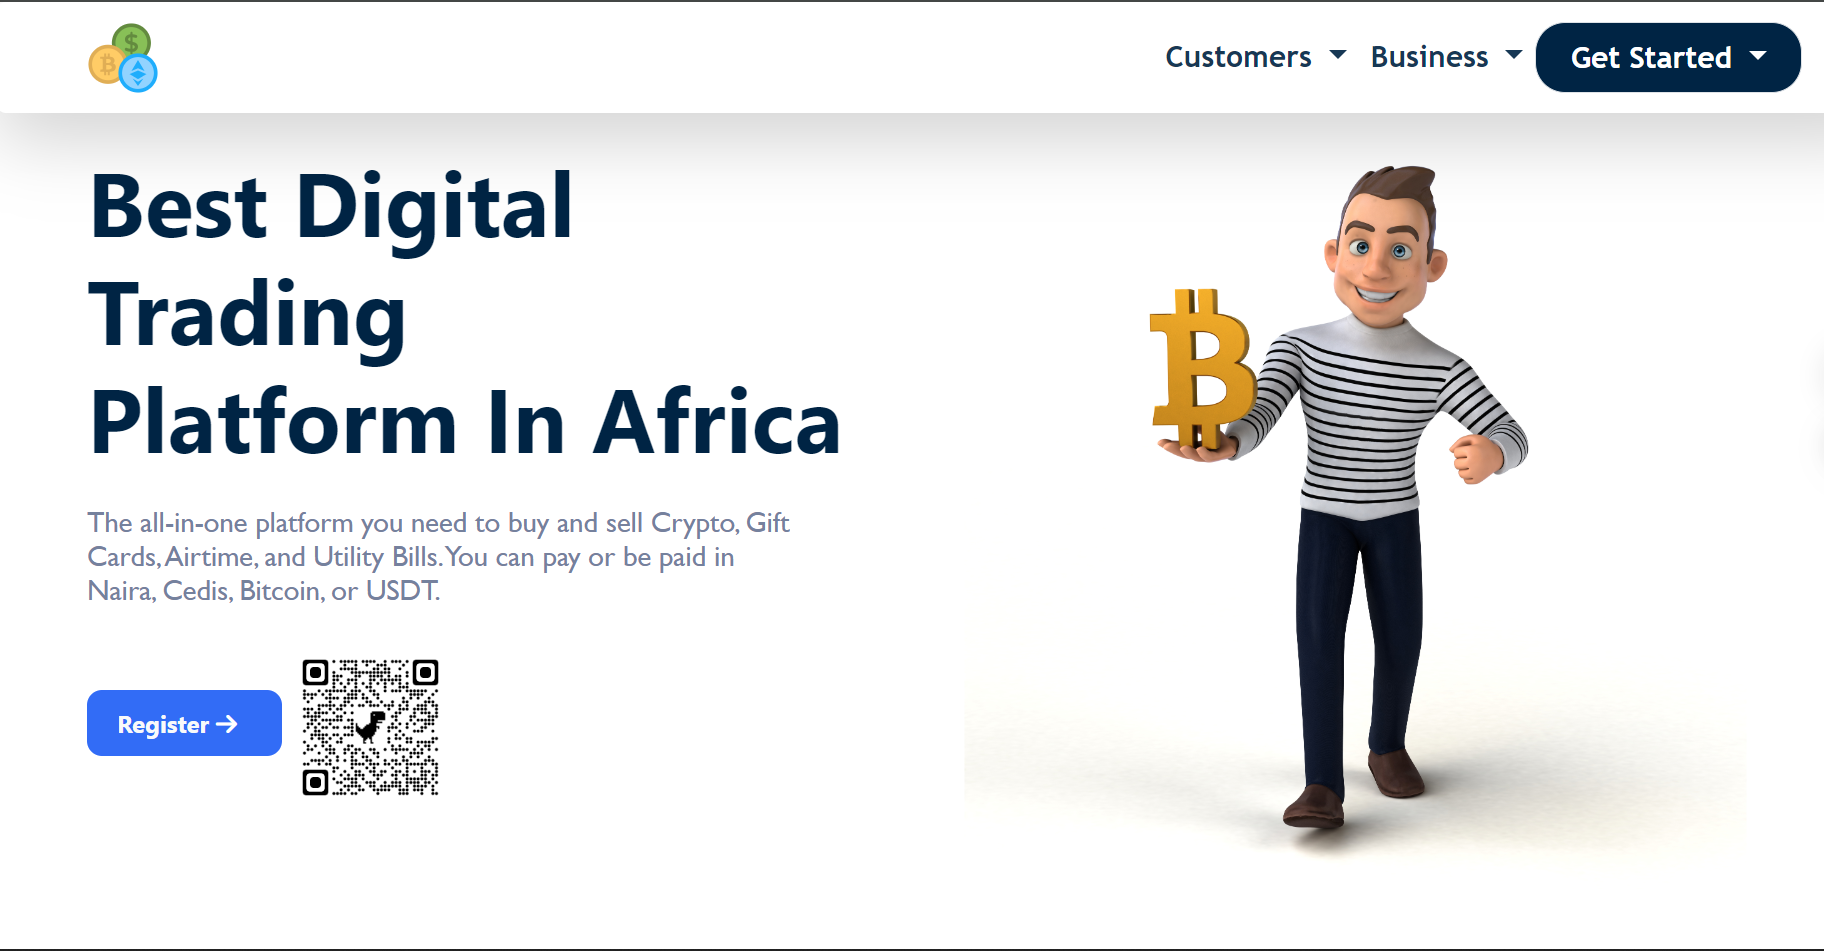 Customers Business Get Started
Best Digital
Trading
Platform In Africa
The all-in-one platform you need to buy and sell Crypto, Gift
Cards, Airtime, and Utility Bills. You can pay or be paid in
Naira, Cedis, Bitcoin, or USDT.
Register